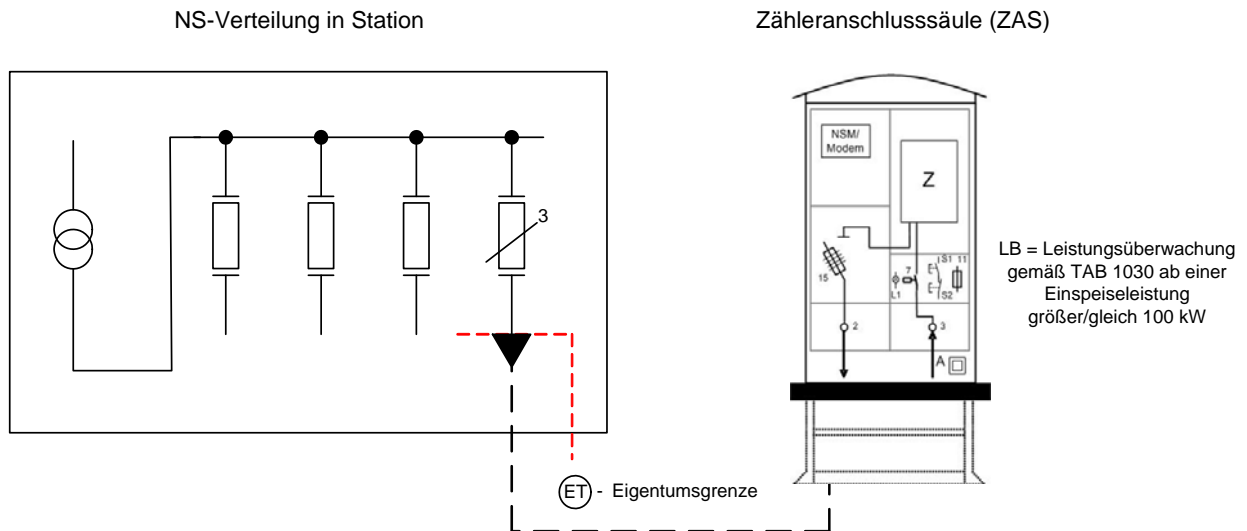 NS-Verteilung in Station
Zähleranschlusssäule (ZAS)
3
NSM/
Modem
Z
15
L1
7
S1
11
S2
2
3
A
LB = Leistungsüberwachung
gemäß TAB 1030 ab einer
Einspeiseleistung
größer/gleich 100 kW
ET - Eigentumsgrenze